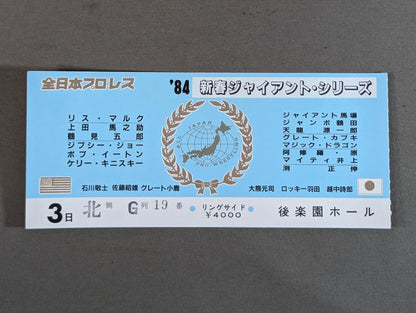 全日本プロレス
'84 新春ジャイアント・シリーズ
リス・マルク
上田馬之助
鶴見五郎
ジプシー・ジョー
ボブ・イートン
ケリー・キニスキー
ジャイアント馬場
ジャンボ鶴田
天龍源一郎
グレート・カブキ
マジック・ドラゴン
阿修羅原
マイティ井上
渕正伸
石川敬士 佐藤昭雄 グレート小鹿
大熊元司 ロッキー羽田 越中詩郎
3日 北側 G列 19番
リングサイド
¥4000
後楽園ホール